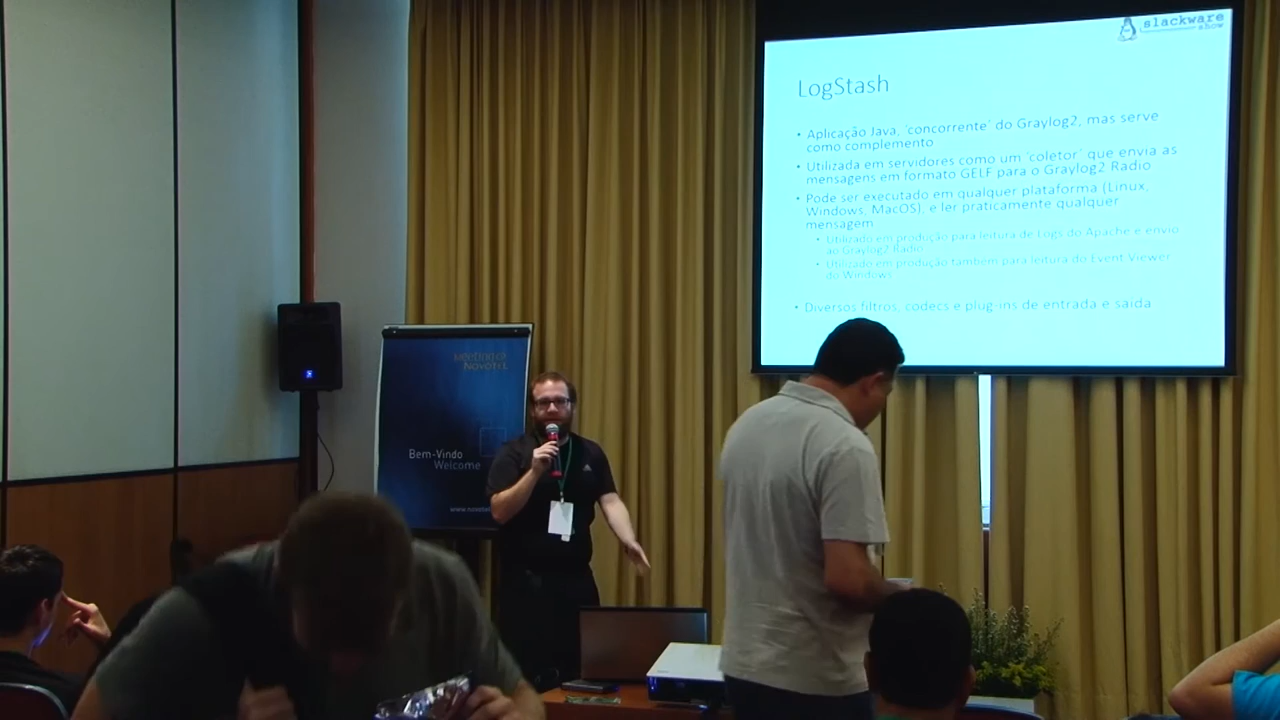 slackware
show
LogStash
• Aplicação Java, ‘concorrente’ do Graylog2, mas serve
como complemento
• Utilizada em servidores como um ‘coletor’ que envia as
mensagens em formato GELF para o Graylog2 Radio
• Pode ser executado em qualquer plataforma (Linux,
Windows, MacOS), e ler praticamente qualquer
mensagem
• Utilizado em produção para leitura de Logs do Apache e envio
ao Graylog2 Radio
• Utilizado em produção também para leitura do Event Viewer
do Windows
• Diversos filtros, codecs e plug-ins de entrada e saída
MEETING@
NOVOTEL
Bem-Vindo
Welcome